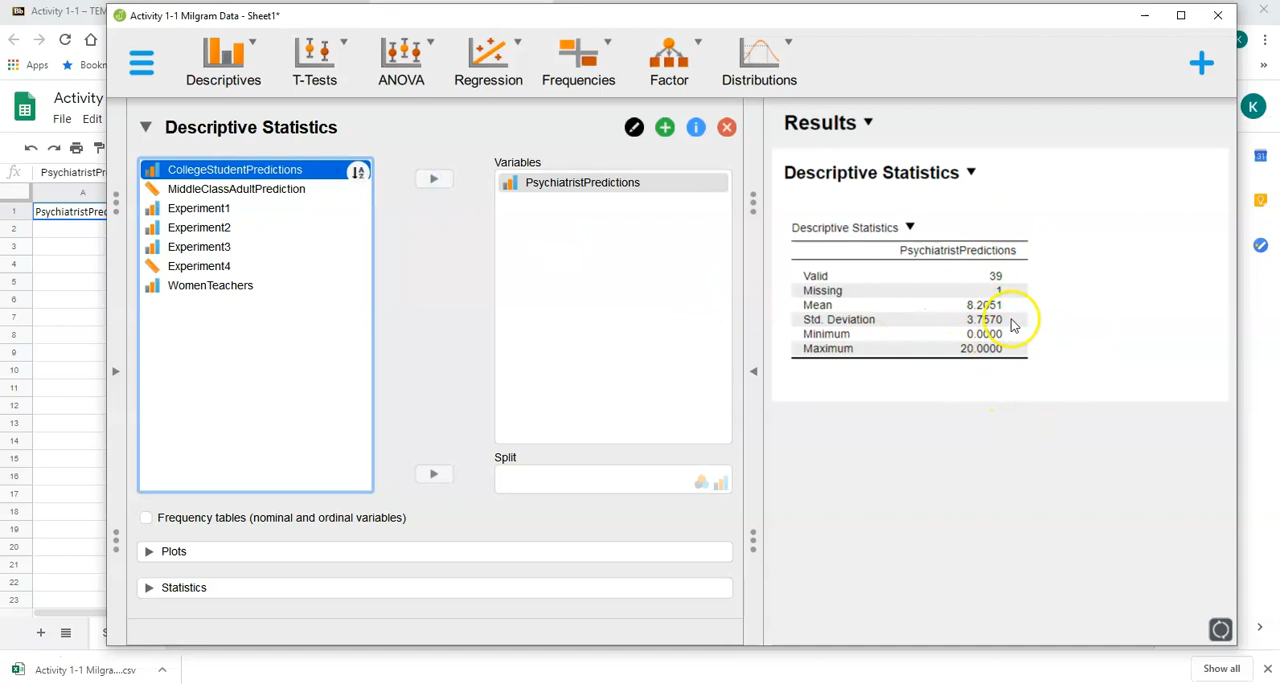 Activity 1-1 – TEM
Activity 1-1 Milgram Data - Sheet1*
Apps
Bookn
Activity
File Edit
Descriptives
T-Tests
ANOVA
Regression
Frequencies
Factor
Distributions
K
fx PsychiatristPr
A
1 PsychiatristPred
2
3
4
5
6
7
8
9
10
11
12
13
14
15
16
17
18
19
20
21
22
23
Descriptive Statistics
CollegeStudentPredictions
MiddleClassAdultPrediction
Experiment1
Experiment2
Experiment3
Experiment4
WomenTeachers
Variables
PsychiatristPredictions
Split
Frequency tables (nominal and ordinal variables)
Plots
Statistics
Results
Descriptive Statistics
Descriptive Statistics
PsychiatristPredictions
Valid 39
Missing 1
Mean 8.2051
Std. Deviation 3.7570
Minimum 0.0000
Maximum 20.0000
Activity 1-1 Milgra....csv
Show all